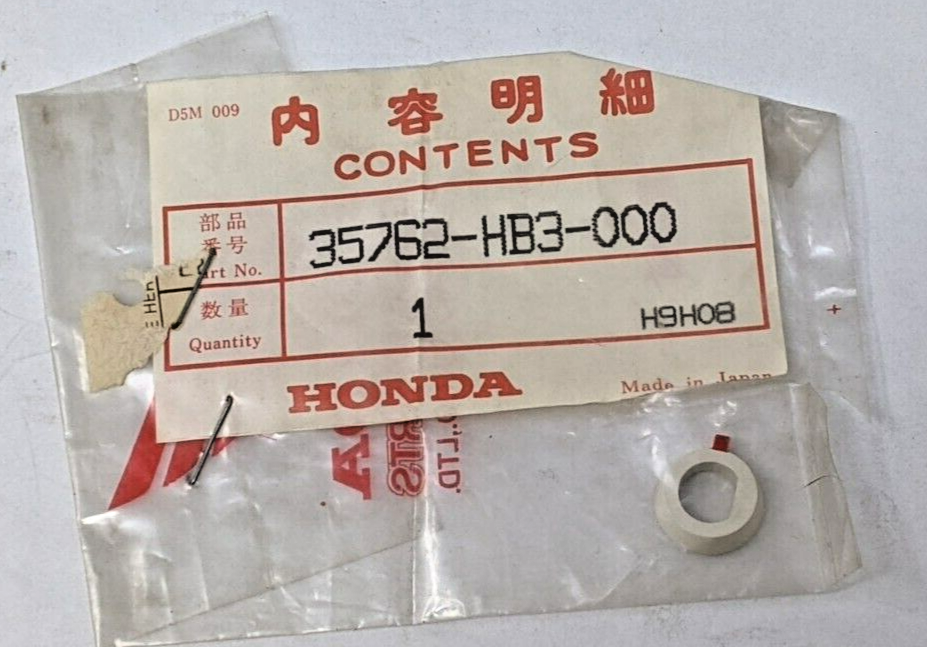 D5M 009
内容明細
CONTENTS
部品
番号
Part No.
35762-HB3-000
数量
Quantity
1
H9H08
HONDA
Made in Japan